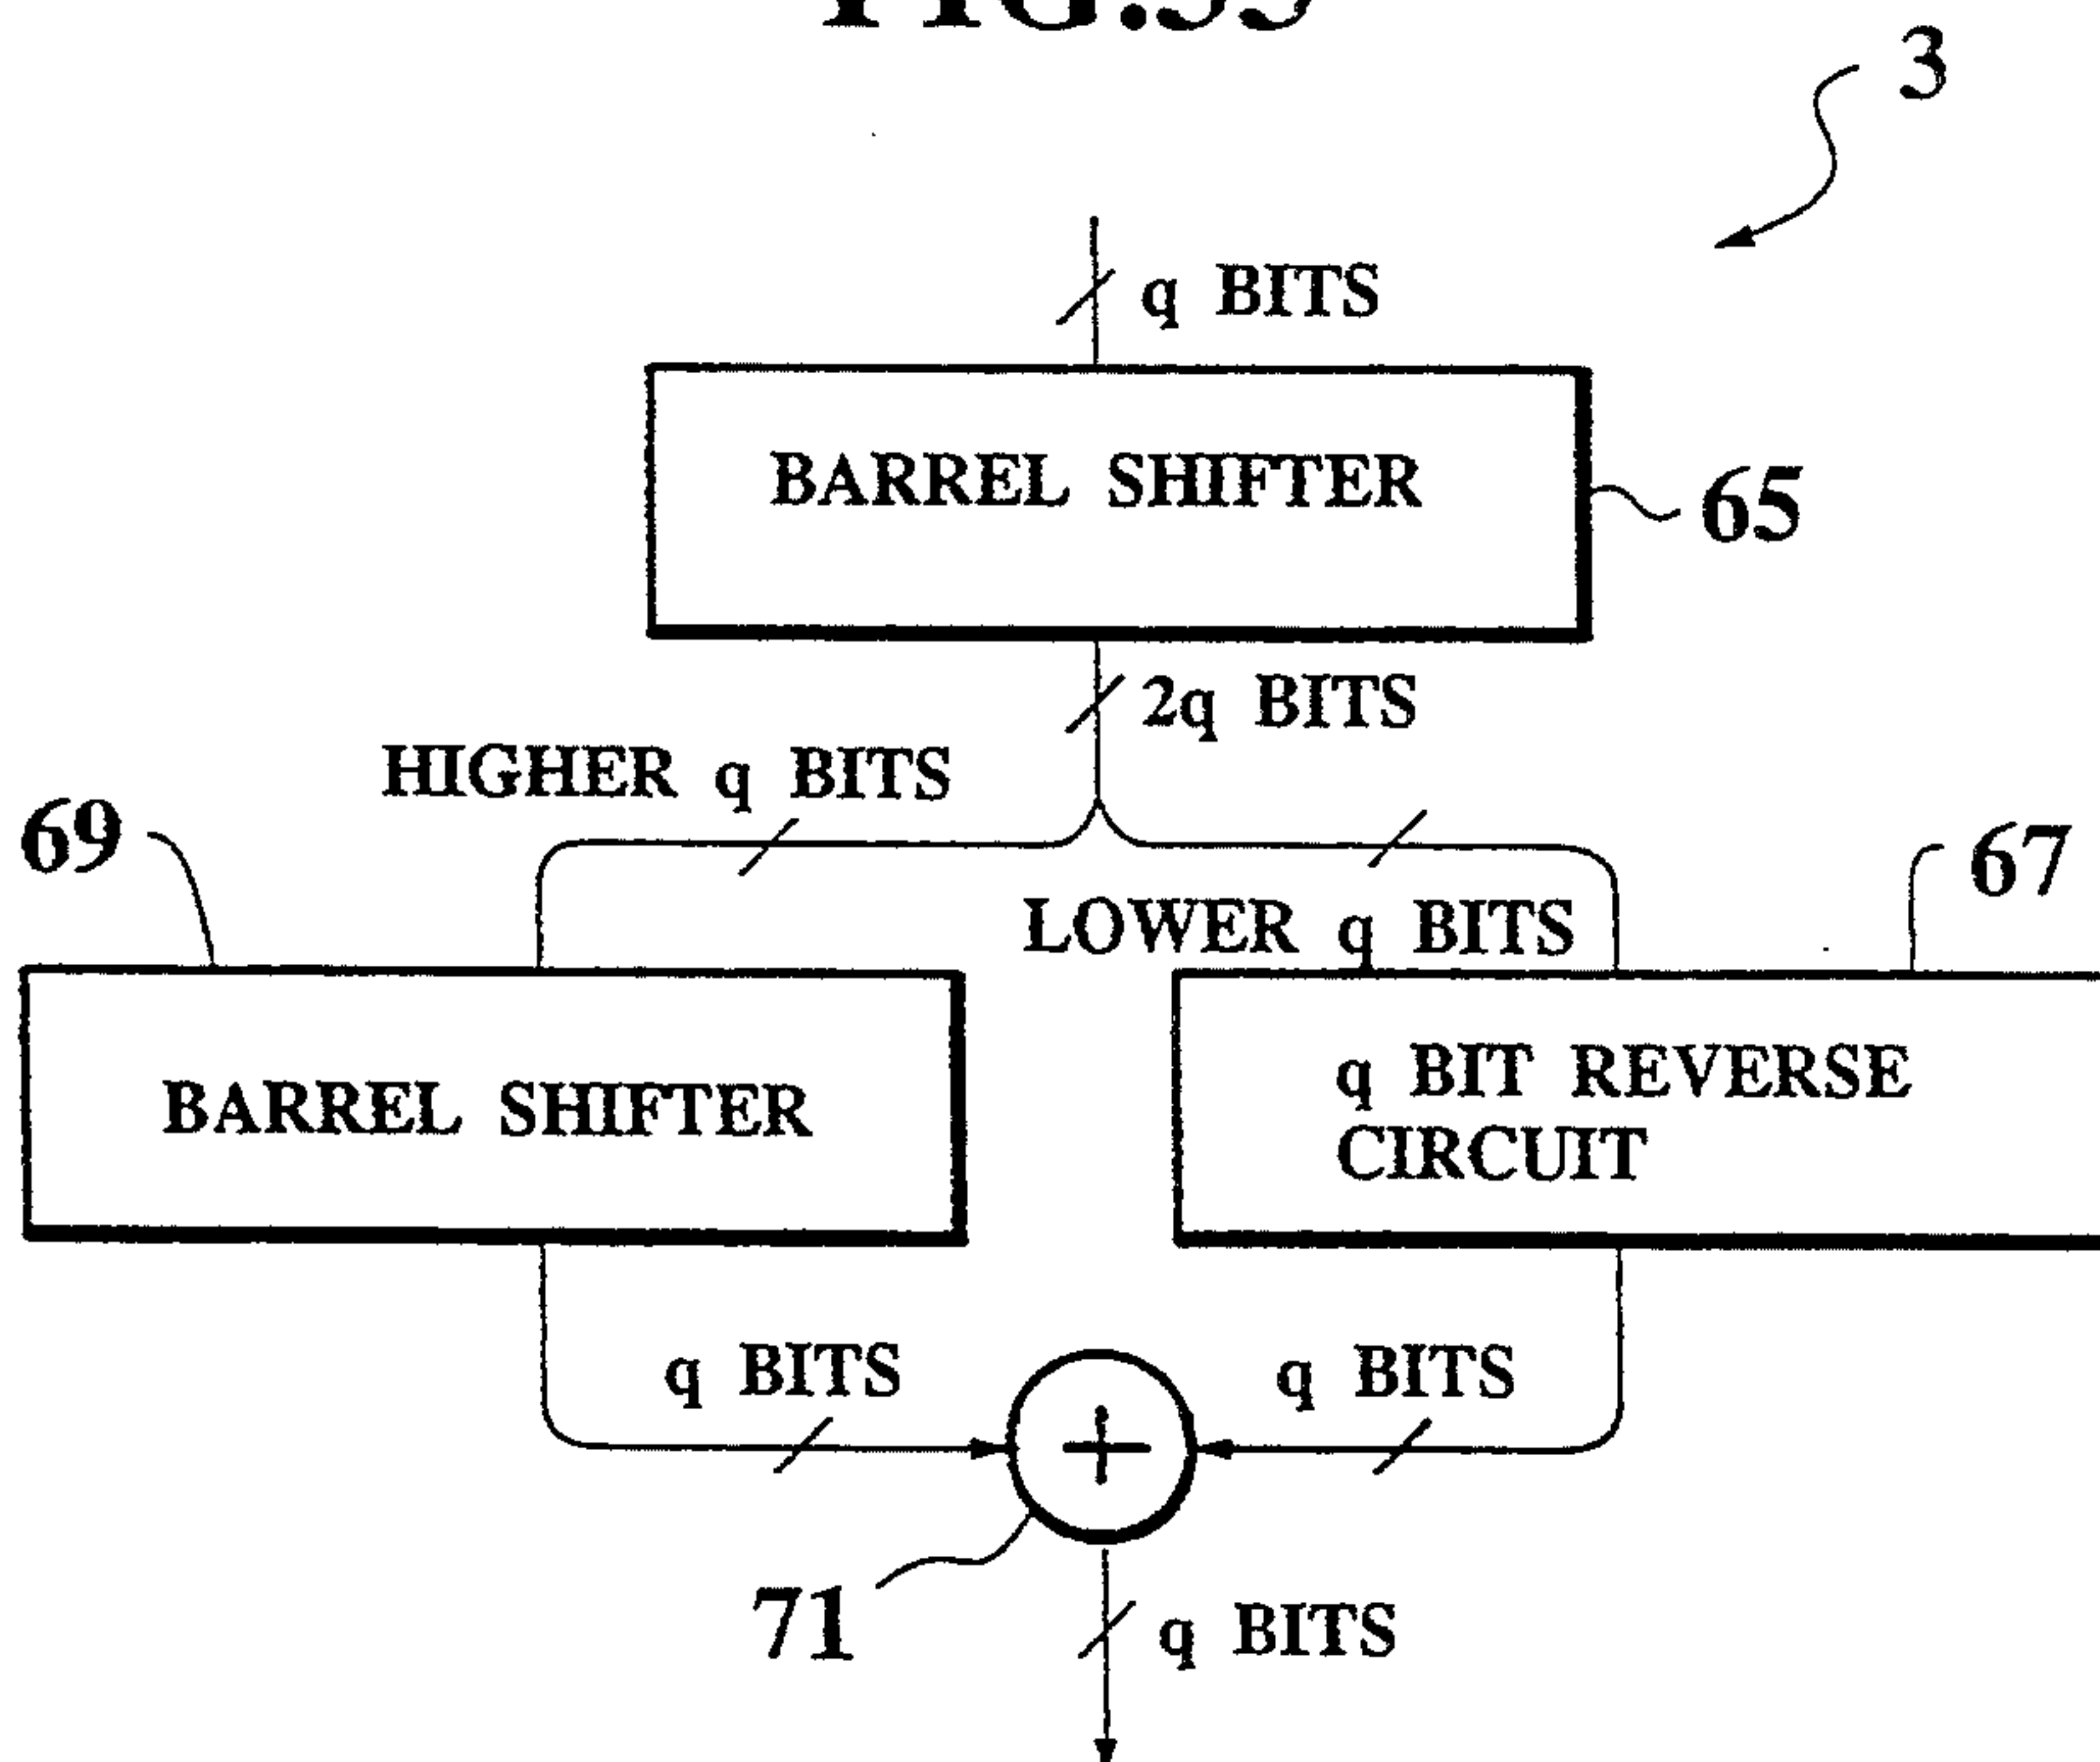 3
q BITS
BARREL SHIFTER
65
2q BITS
HIGHER q BITS
69
67
LOWER q BITS
BARREL SHIFTER
q BIT REVERSE
CIRCUIT
q BITS
q BITS
+
71
q BITS